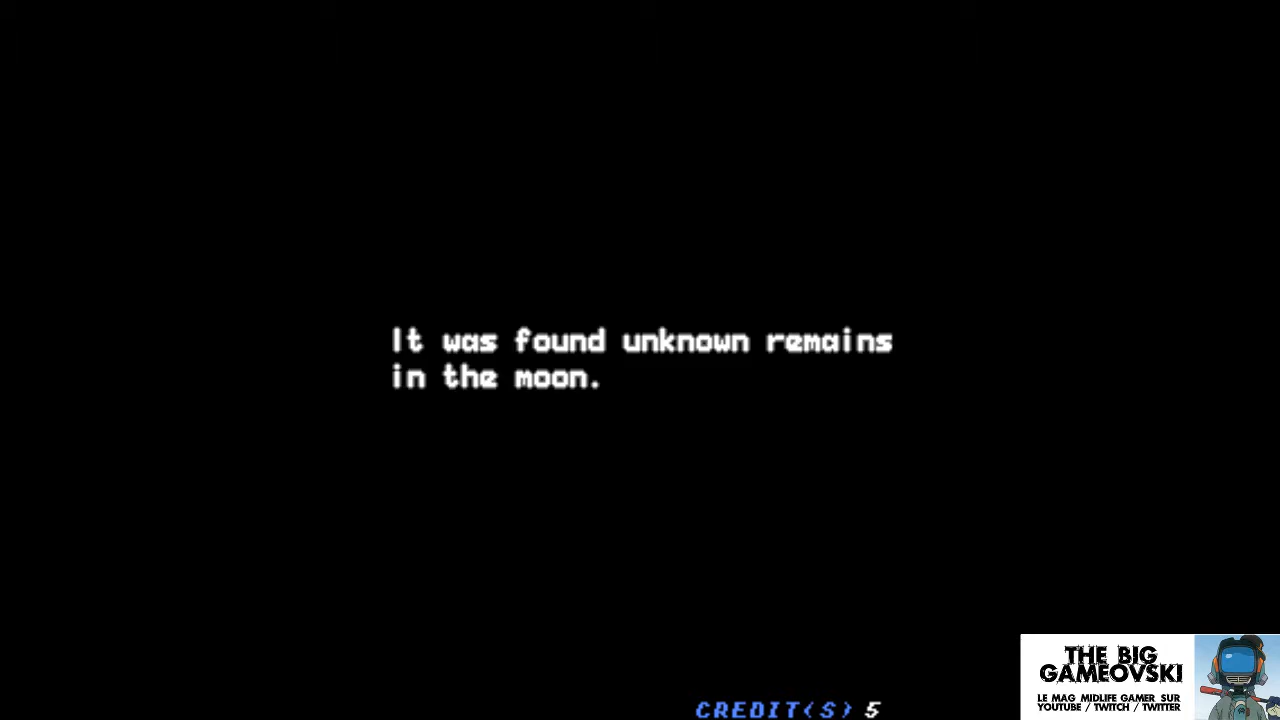 It was found unknown remains
in the moon.
THE BIG
GAMEOVSKI
LE MAG MIDLIFE GAMER SUR
YOUTUBE / TWITCH / TWITTER
CREDIT(S) 5